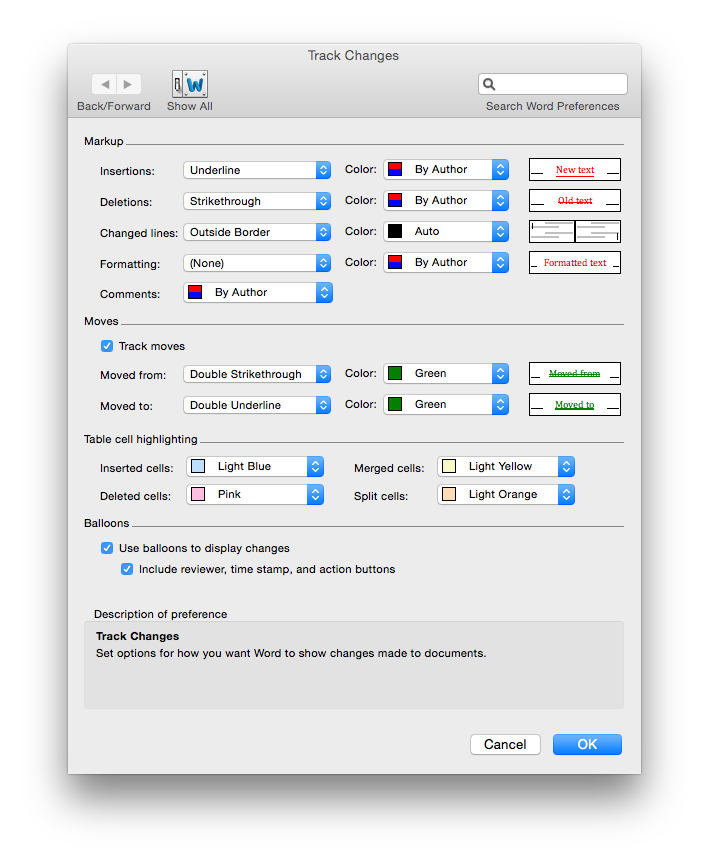 Track Changes
Back/Forward Show All Search Word Preferences
Markup
Insertions: Underline Color: By Author New text
Deletions: Strikethrough Color: By Author Old text
Changed lines: Outside Border Color: Auto
Formatting: (None) Color: By Author Formatted text
Comments: By Author
Moves
Track moves
Moved from: Double Strikethrough Color: Green Moved from
Moved to: Double Underline Color: Green Moved to
Table cell highlighting
Inserted cells: Light Blue Merged cells: Light Yellow
Deleted cells: Pink Split cells: Light Orange
Balloons
Use balloons to display changes
Include reviewer, time stamp, and action buttons
Description of preference
Track Changes
Set options for how you want Word to show changes made to documents.
Cancel OK